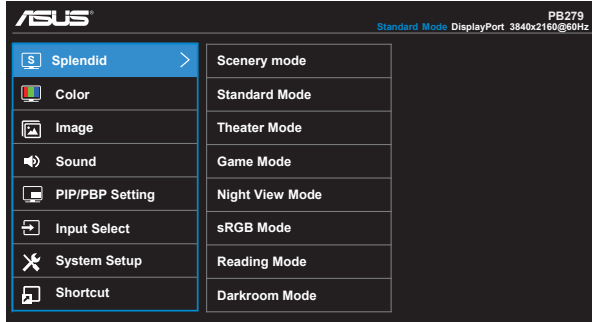 ASUS
PB279
Standard Mode DisplayPort 3840x2160@60Hz
S Splendid
Color
Image
Sound
PIP/PBP Setting
Input Select
System Setup
Shortcut
Scenery mode
Standard Mode
Theater Mode
Game Mode
Night View Mode
sRGB Mode
Reading Mode
Darkroom Mode